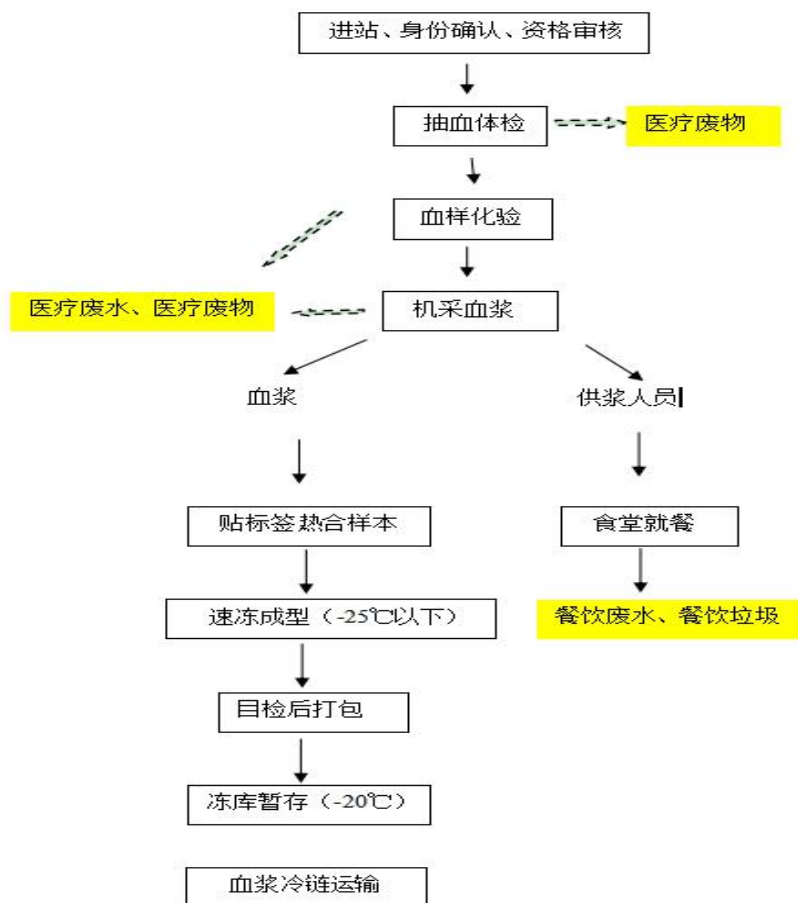 进站、身份确认、资格审核
抽血体检
医疗废物
血样化验
医疗废水、医疗废物
机采血浆
血浆
供浆人员
贴标签热合样本
食堂就餐
速冻成型（-25℃以下）
餐饮废水、餐饮垃圾
目检后打包
冻库暂存（-20℃）
血浆冷链运输